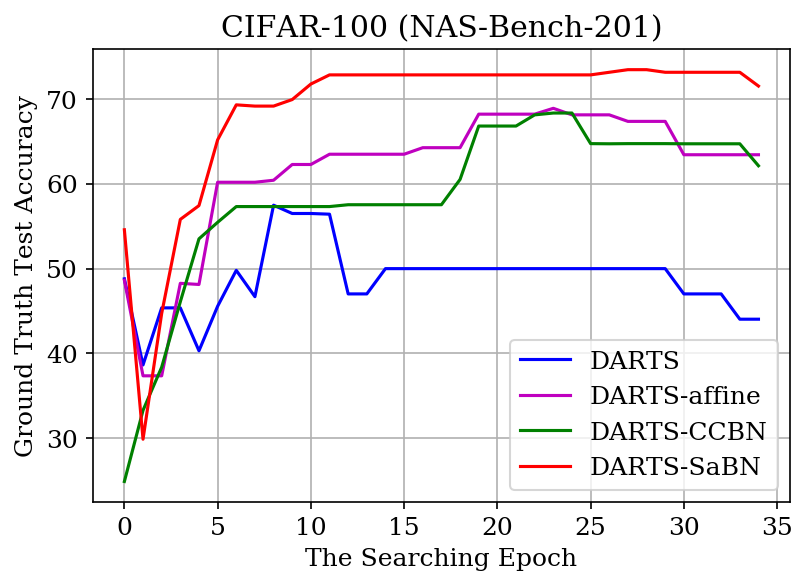 CIFAR-100 (NAS-Bench-201)
Ground Truth Test Accuracy
70
60
50
40
30
DARTS
DARTS-affine
DARTS-CCBN
DARTS-SaBN
0 5 10 15 20 25 30 35
The Searching Epoch